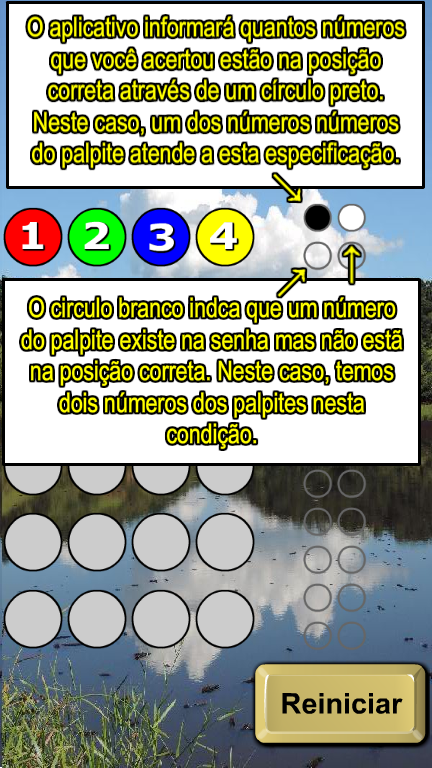 O aplicativo informará quantos números
que você acertou estão na posição
correta através de um círculo preto.
Neste caso, um dos números números
do palpite atende a esta especificação.
1 2 3 4
O circulo branco indca que um número
do palpite existe na senha mas não estã
na posição correta. Neste caso, temos
dois números dos palpites nesta
condição.
Reiniciar